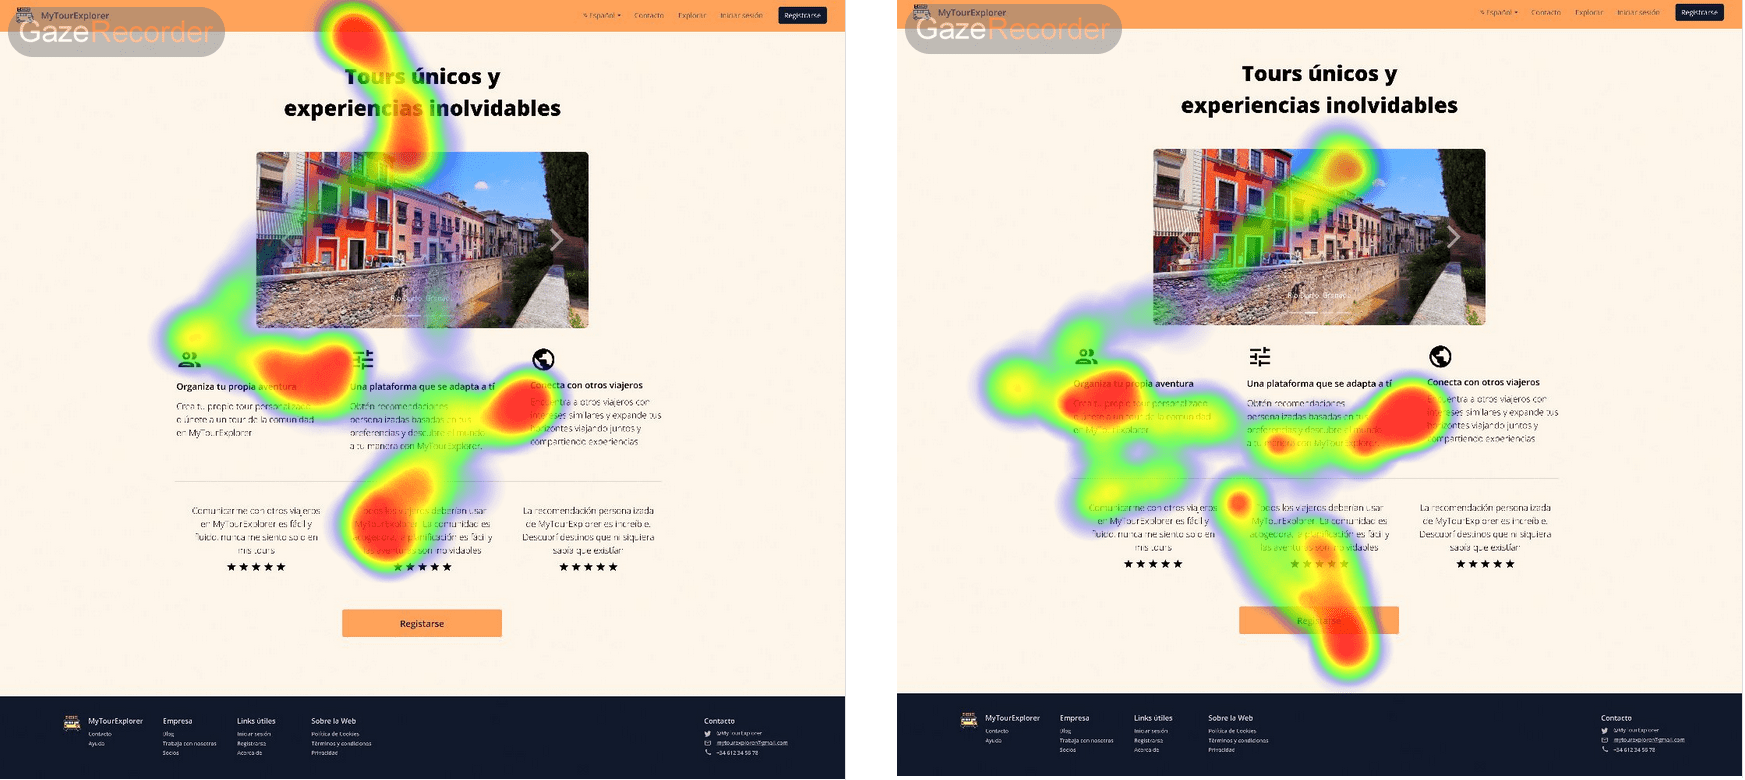 MyTourExplorer
GazeRecorder
Español
Contacto
Explorar
Iniciar sesión
Registrarse
Tours únicos y
experiencias inolvidables
Organiza tu propia aventura
Crea tu propio tour personalizado
o únete a un tour de la comunidad
en MyTourExplorer
Una plataforma que se adapta a tí
Obtén recomendaciones
personalizadas basadas en tus
preferencias y descubre el mundo
a tu manera con MyTourExplorer.
Conecta con otros viajeros
Encuentra a otros viajeros con
intereses similares y expande tus
horizontes viajando juntos y
compartiendo experiencias
Comunicarme con otros viajeros
en MyTourExplorer es fácil y
fluido, nunca me siento solo en
mis tours
Todos los viajeros deberían usar
MyTourExplorer. La comunidad es
acogedora, la planificación es fácil y
las aventuras son inolvidables
La recomendación personalizada
de MyTourExplorer es increíble.
Descubrí destinos que ni siquiera
sabía que existían
Registarse
MyTourExplorer
Contacto
Ayuda
Empresa
Blog
Trabaja con nosotros
Socios
Links útiles
Iniciar sesión
Registrarse
Acerca de
Sobre la Web
Política de Cookies
Términos y condiciones
Privacidad
Contacto
@MyTourExplorer
mytourexplorer@gmail.com
+34 612 34 56 78
MyTourExplorer
GazeRecorder
Español
Contacto
Explorar
Iniciar sesión
Registrarse
Tours únicos y
experiencias inolvidables
Organiza tu propia aventura
Crea tu propio tour personalizado
o únete a un tour de la comunidad
en MyTourExplorer
Una plataforma que se adapta a tí
Obtén recomendaciones
personalizadas basadas en tus
preferencias y descubre el mundo
a tu manera con MyTourExplorer.
Conecta con otros viajeros
Encuentra a otros viajeros con
intereses similares y expande tus
horizontes viajando juntos y
compartiendo experiencias
Comunicarme con otros viajeros
en MyTourExplorer es fácil y
fluido, nunca me siento solo en
mis tours
Todos los viajeros deberían usar
MyTourExplorer. La comunidad es
acogedora, la planificación es fácil y
las aventuras son inolvidables
La recomendación personalizada
de MyTourExplorer es increíble.
Descubrí destinos que ni siquiera
sabía que existían
Registarse
MyTourExplorer
Contacto
Ayuda
Empresa
Blog
Trabaja con nosotros
Socios
Links útiles
Iniciar sesión
Registrarse
Acerca de
Sobre la Web
Política de Cookies
Términos y condiciones
Privacidad
Contacto
@MyTourExplorer
mytourexplorer@gmail.com
+34 612 34 56 78